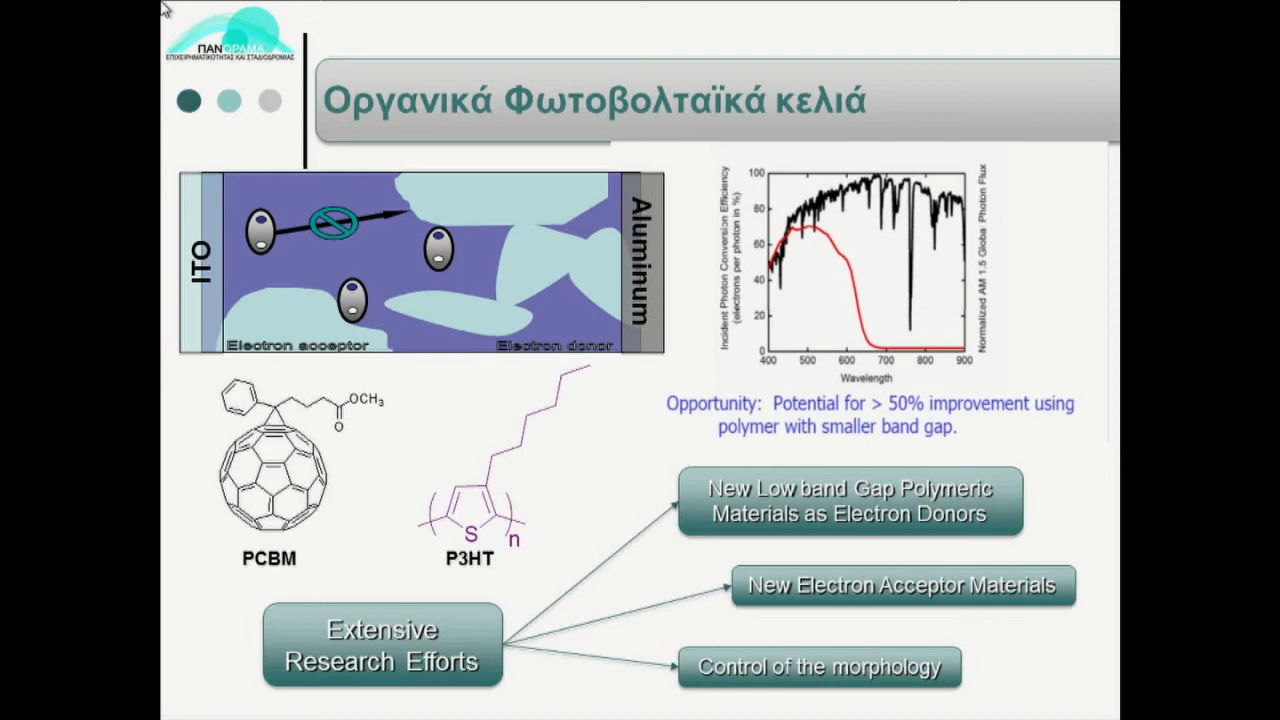 ΠΑΝΟΡΑΜΑ
ΕΠΙΧΕΙΡΗΜΑΤΙΚΟΤΗΤΑΣ ΚΑΙ ΣΤΑΔΙΟΔΡΟΜΙΑΣ
Οργανικά Φωτοβολταϊκά κελιά
ITO
Aluminum
Electron acceptor
Electron donor
Incident Photon Conversion Efficiency
(electrons per photon in %)
100
80
60
40
20
0
400 500 600 700 800 900
Wavelength
Normalized AM 1.5 Global Photon Flux
Opportunity: Potential for > 50% improvement using
polymer with smaller band gap.
OCH3
O
PCBM
S
n
P3HT
New Low band Gap Polymeric
Materials as Electron Donors
New Electron Acceptor Materials
Extensive
Research Efforts
Control of the morphology